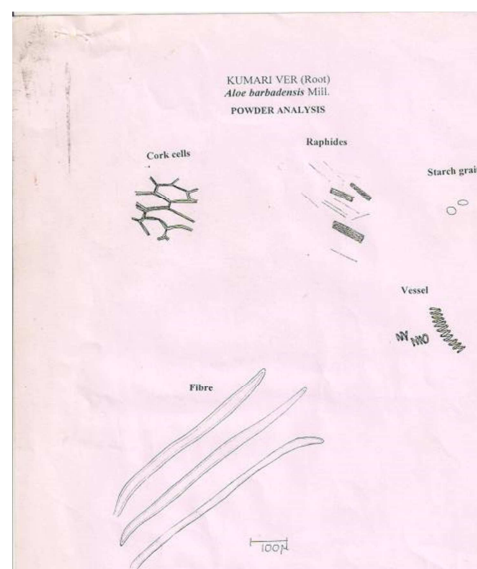 KUMARI VER (Root)
Aloe barbadensis Mill.
POWDER ANALYSIS
Raphides
Cork cells
Starch grai
Vessel
Fibre
100µ